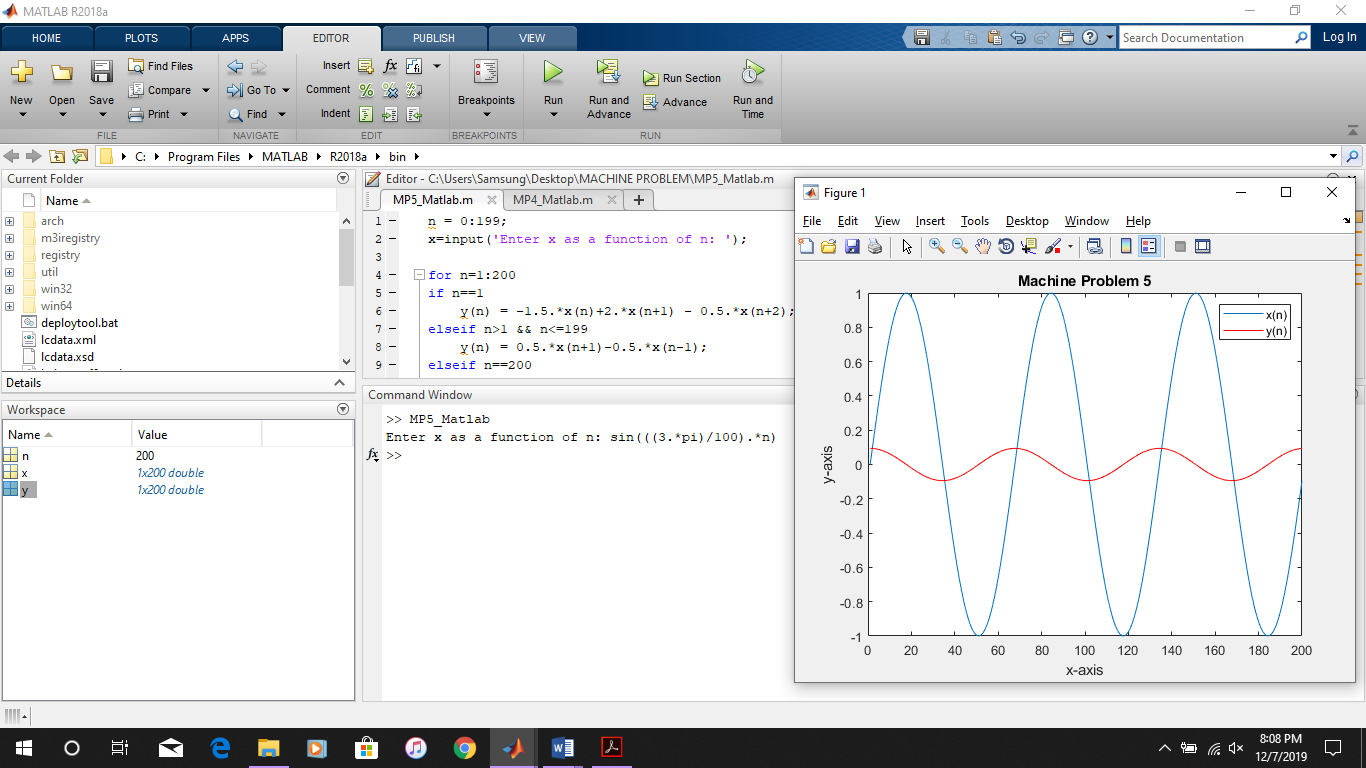 MATLAB R2018a
HOME PLOTS APPS EDITOR PUBLISH VIEW
Search Documentation
Log In
New
Open
Save
Find Files
Compare
Print
FILE
Go To
Find
NAVIGATE
Insert
Comment
Indent
fx
EDIT
Breakpoints
BREAKPOINTS
Run
Run and
Advance
Run Section
Advance
Run and
Time
RUN
C: Program Files MATLAB R2018a bin
Current Folder
Name
arch
m3iregistry
registry
util
win32
win64
deploytool.bat
lcdata.xml
lcdata.xsd
Details
Workspace
Name Value
n 200
x 1x200 double
y 1x200 double
Editor - C:\Users\Samsung\Desktop\MACHINE PROBLEM\MP5_Matlab.m
MP5_Matlab.m MP4_Matlab.m
1 – n = 0:199;
2 – x=input('Enter x as a function of n: ');
3
4 – for n=1:200
5 – if n==1
6 – y(n) = -1.5.*x(n)+2.*x(n+1) - 0.5.*x(n+2);
7 – elseif n>1 && n<=199
8 – y(n) = 0.5.*x(n+1)-0.5.*x(n-1);
9 – elseif n==200
Command Window
>> MP5_Matlab
Enter x as a function of n: sin(((3.*pi)/100).*n)
fx >>
Figure 1
File Edit View Insert Tools Desktop Window Help
Machine Problem 5
x(n)
y(n)
1
0.8
0.6
0.4
0.2
0
-0.2
-0.4
-0.6
-0.8
-1
y-axis
0 20 40 60 80 100 120 140 160 180 200
x-axis
8:08 PM
12/7/2019